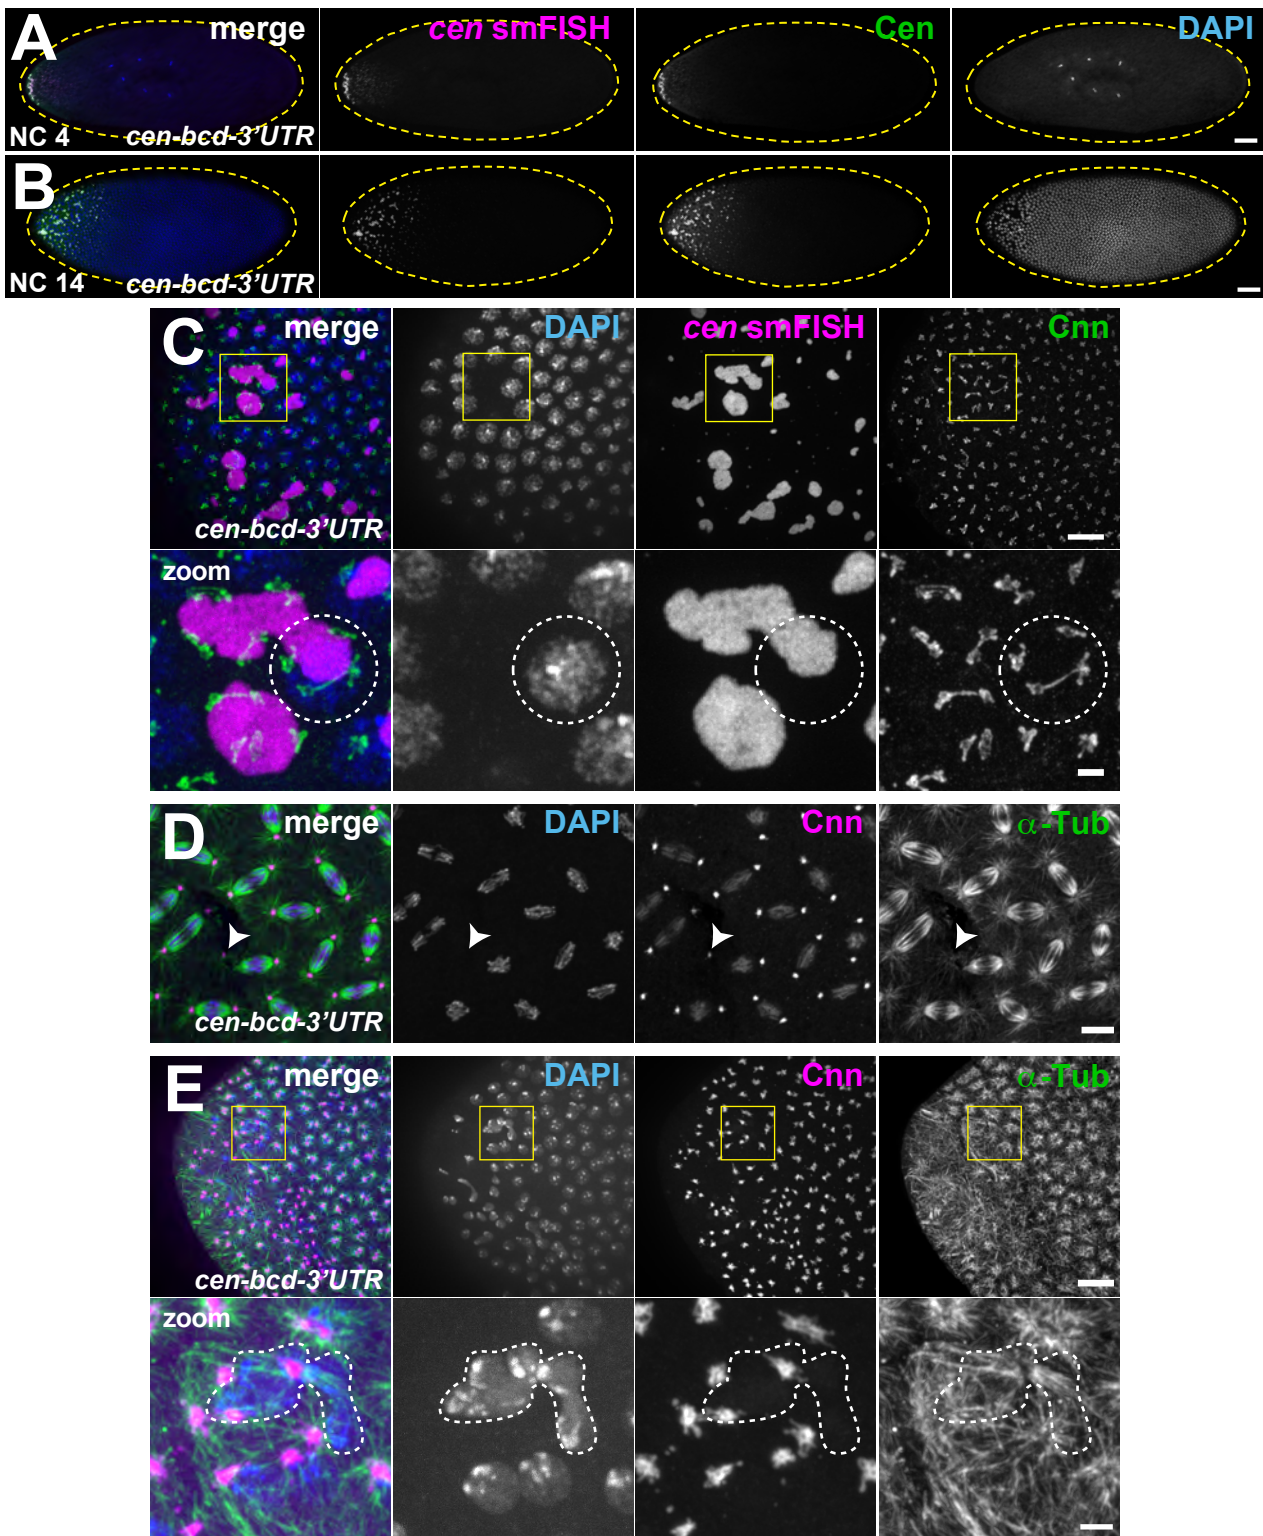 A merge cen smFISH Cen DAPI
NC 4 cen-bcd-3'UTR
B
NC 14 cen-bcd-3'UTR
C merge DAPI cen smFISH Cnn
cen-bcd-3'UTR
zoom
D merge DAPI Cnn α-Tub
cen-bcd-3'UTR
E merge DAPI Cnn α-Tub
cen-bcd-3'UTR
zoom